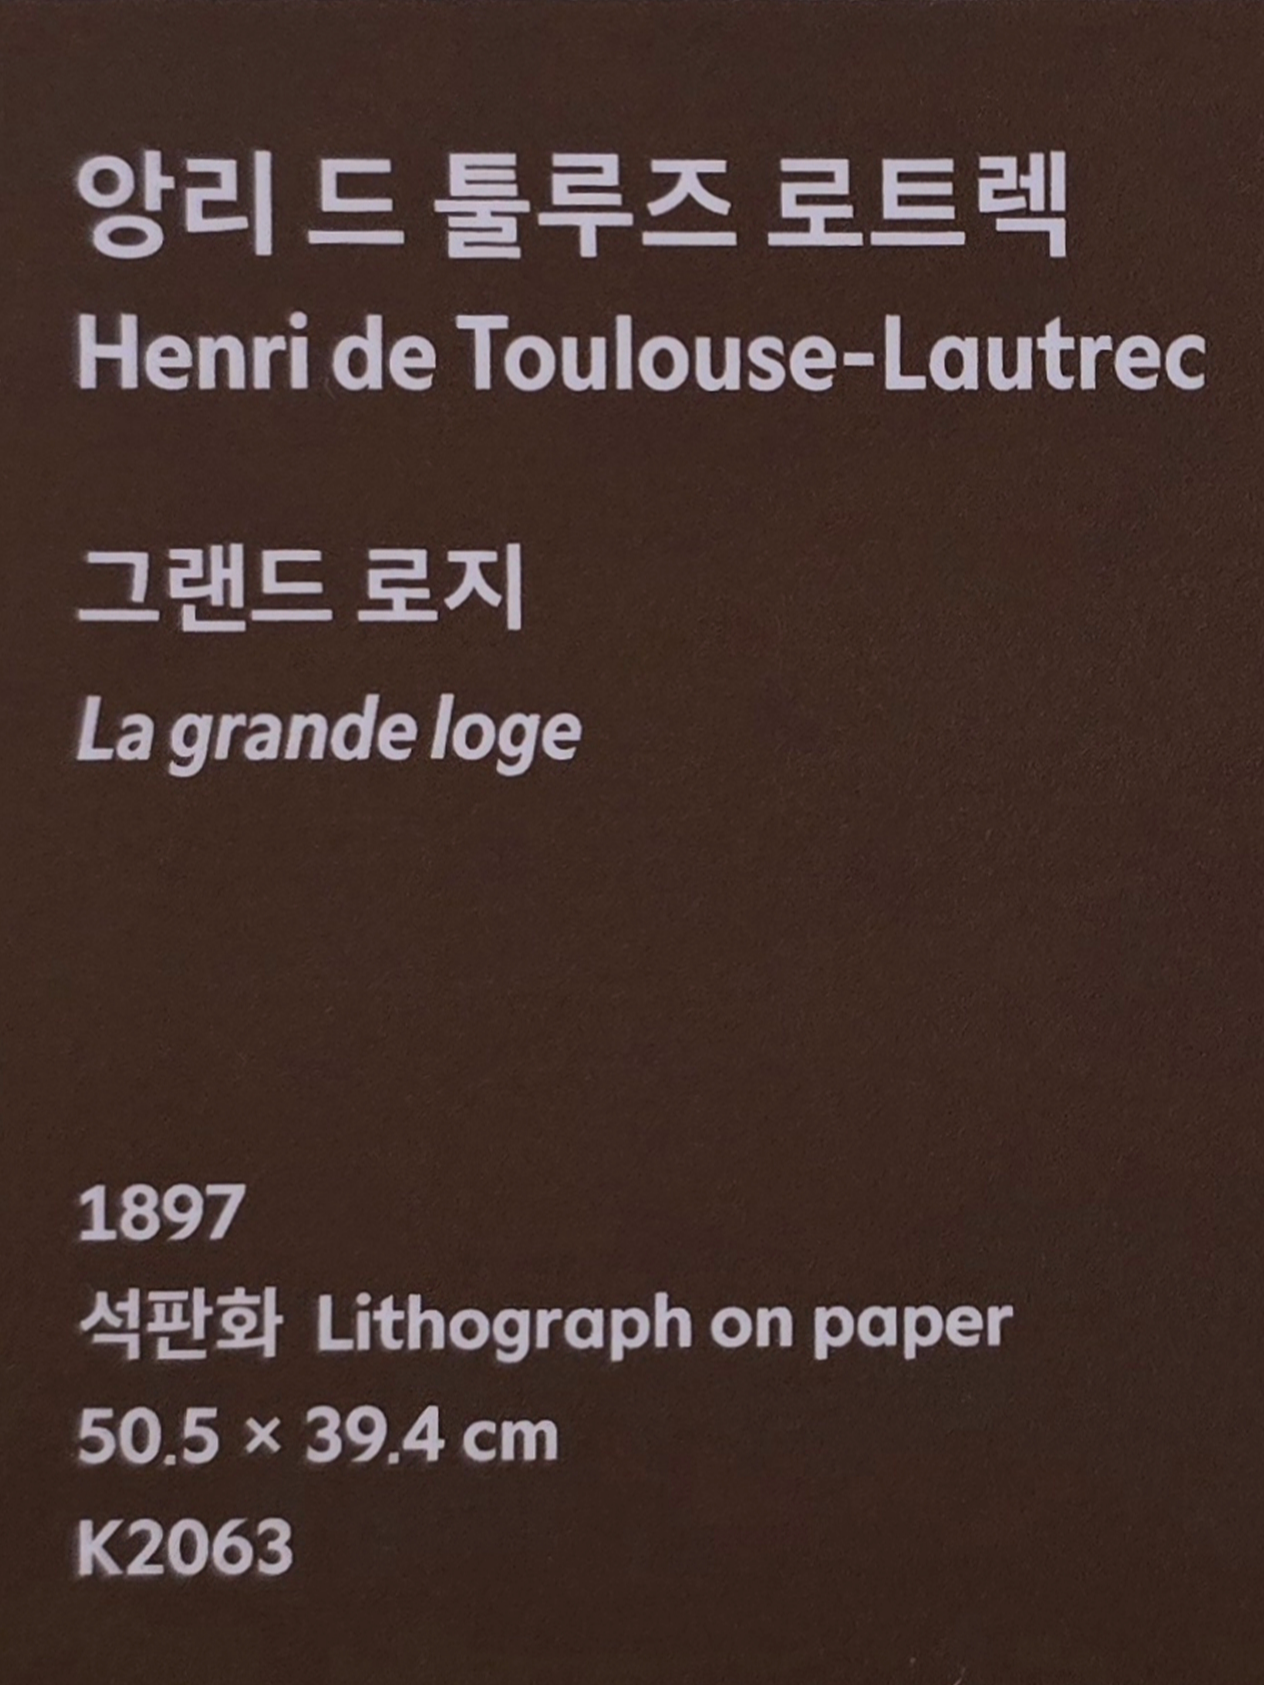 앙리 드 툴루즈 로트렉
Henri de Toulouse-Lautrec
그랜드 로지
La grande loge
1897
석판화 Lithograph on paper
50.5 × 39.4 cm
K2063